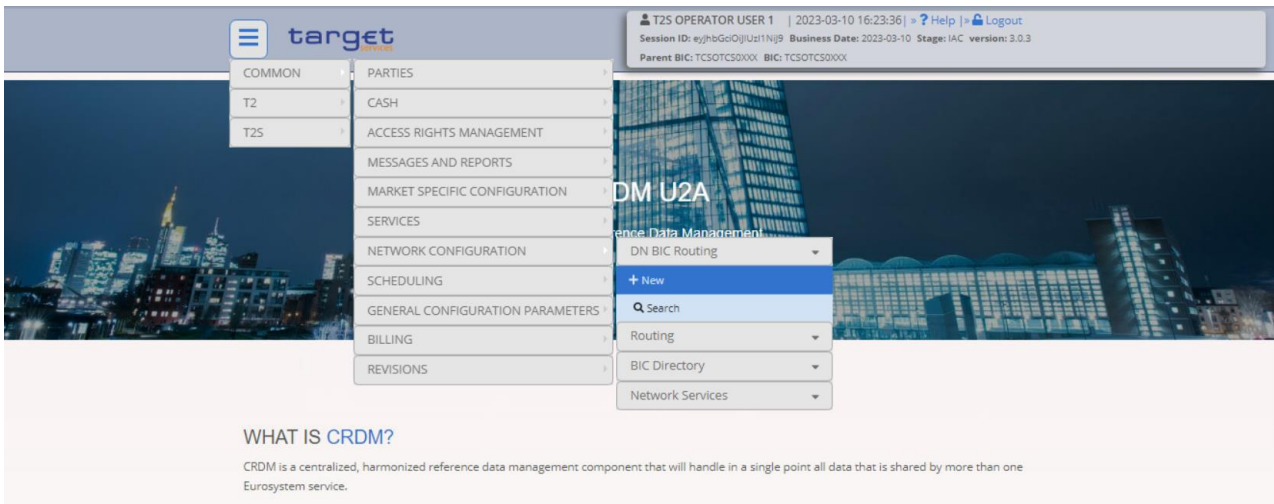 T2S OPERATOR USER 1 | 2023-03-10 16:23:36| » ? Help |» Logout
target
services
Business Date: 2023-03-10 Stage: IAC version: 3.0.3
Parent BIC: TCSOTCS0XXX BIC: TCSOTCS0XXX
COMMON
T2
T2S
PARTIES
CASH
ACCESS RIGHTS MANAGEMENT
MESSAGES AND REPORTS
MARKET SPECIFIC CONFIGURATION
SERVICES
NETWORK CONFIGURATION
SCHEDULING
GENERAL CONFIGURATION PARAMETERS
BILLING
REVISIONS
DM U2A
ence Data Management
DN BIC Routing
+ New
Search
Routing
BIC Directory
Network Services
WHAT IS CRDM?
CRDM is a centralized, harmonized reference data management component that will handle in a single point all data that is shared by more than one
Eurosystem service.